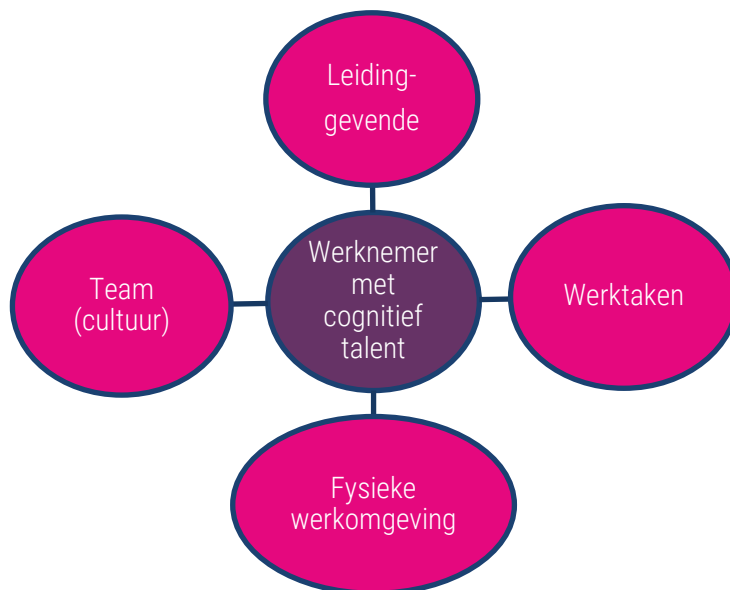 Leiding-
gevende
Team
(cultuur)
Werknemer
met
cognitief
talent
Werktaken
Fysieke
werkomgeving